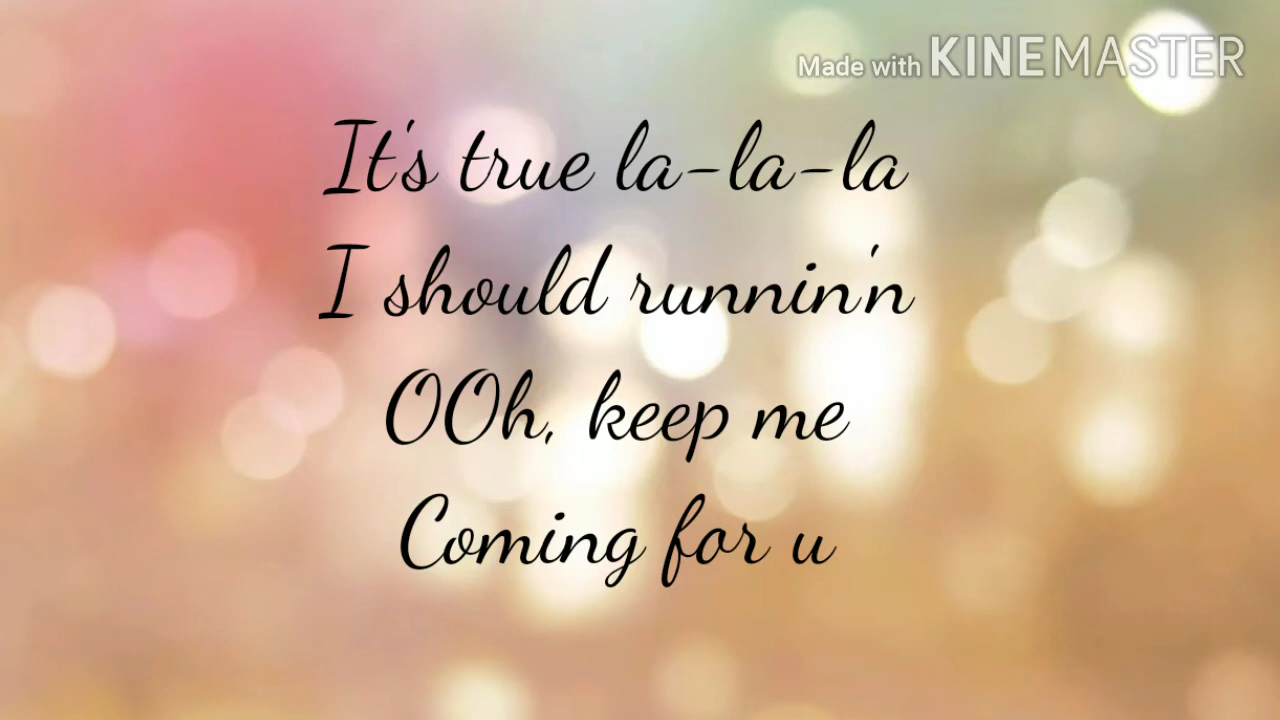 Made with KINEMASTER
It's true la-la-la
I should runnin'n
OOh, keep me
Coming for u